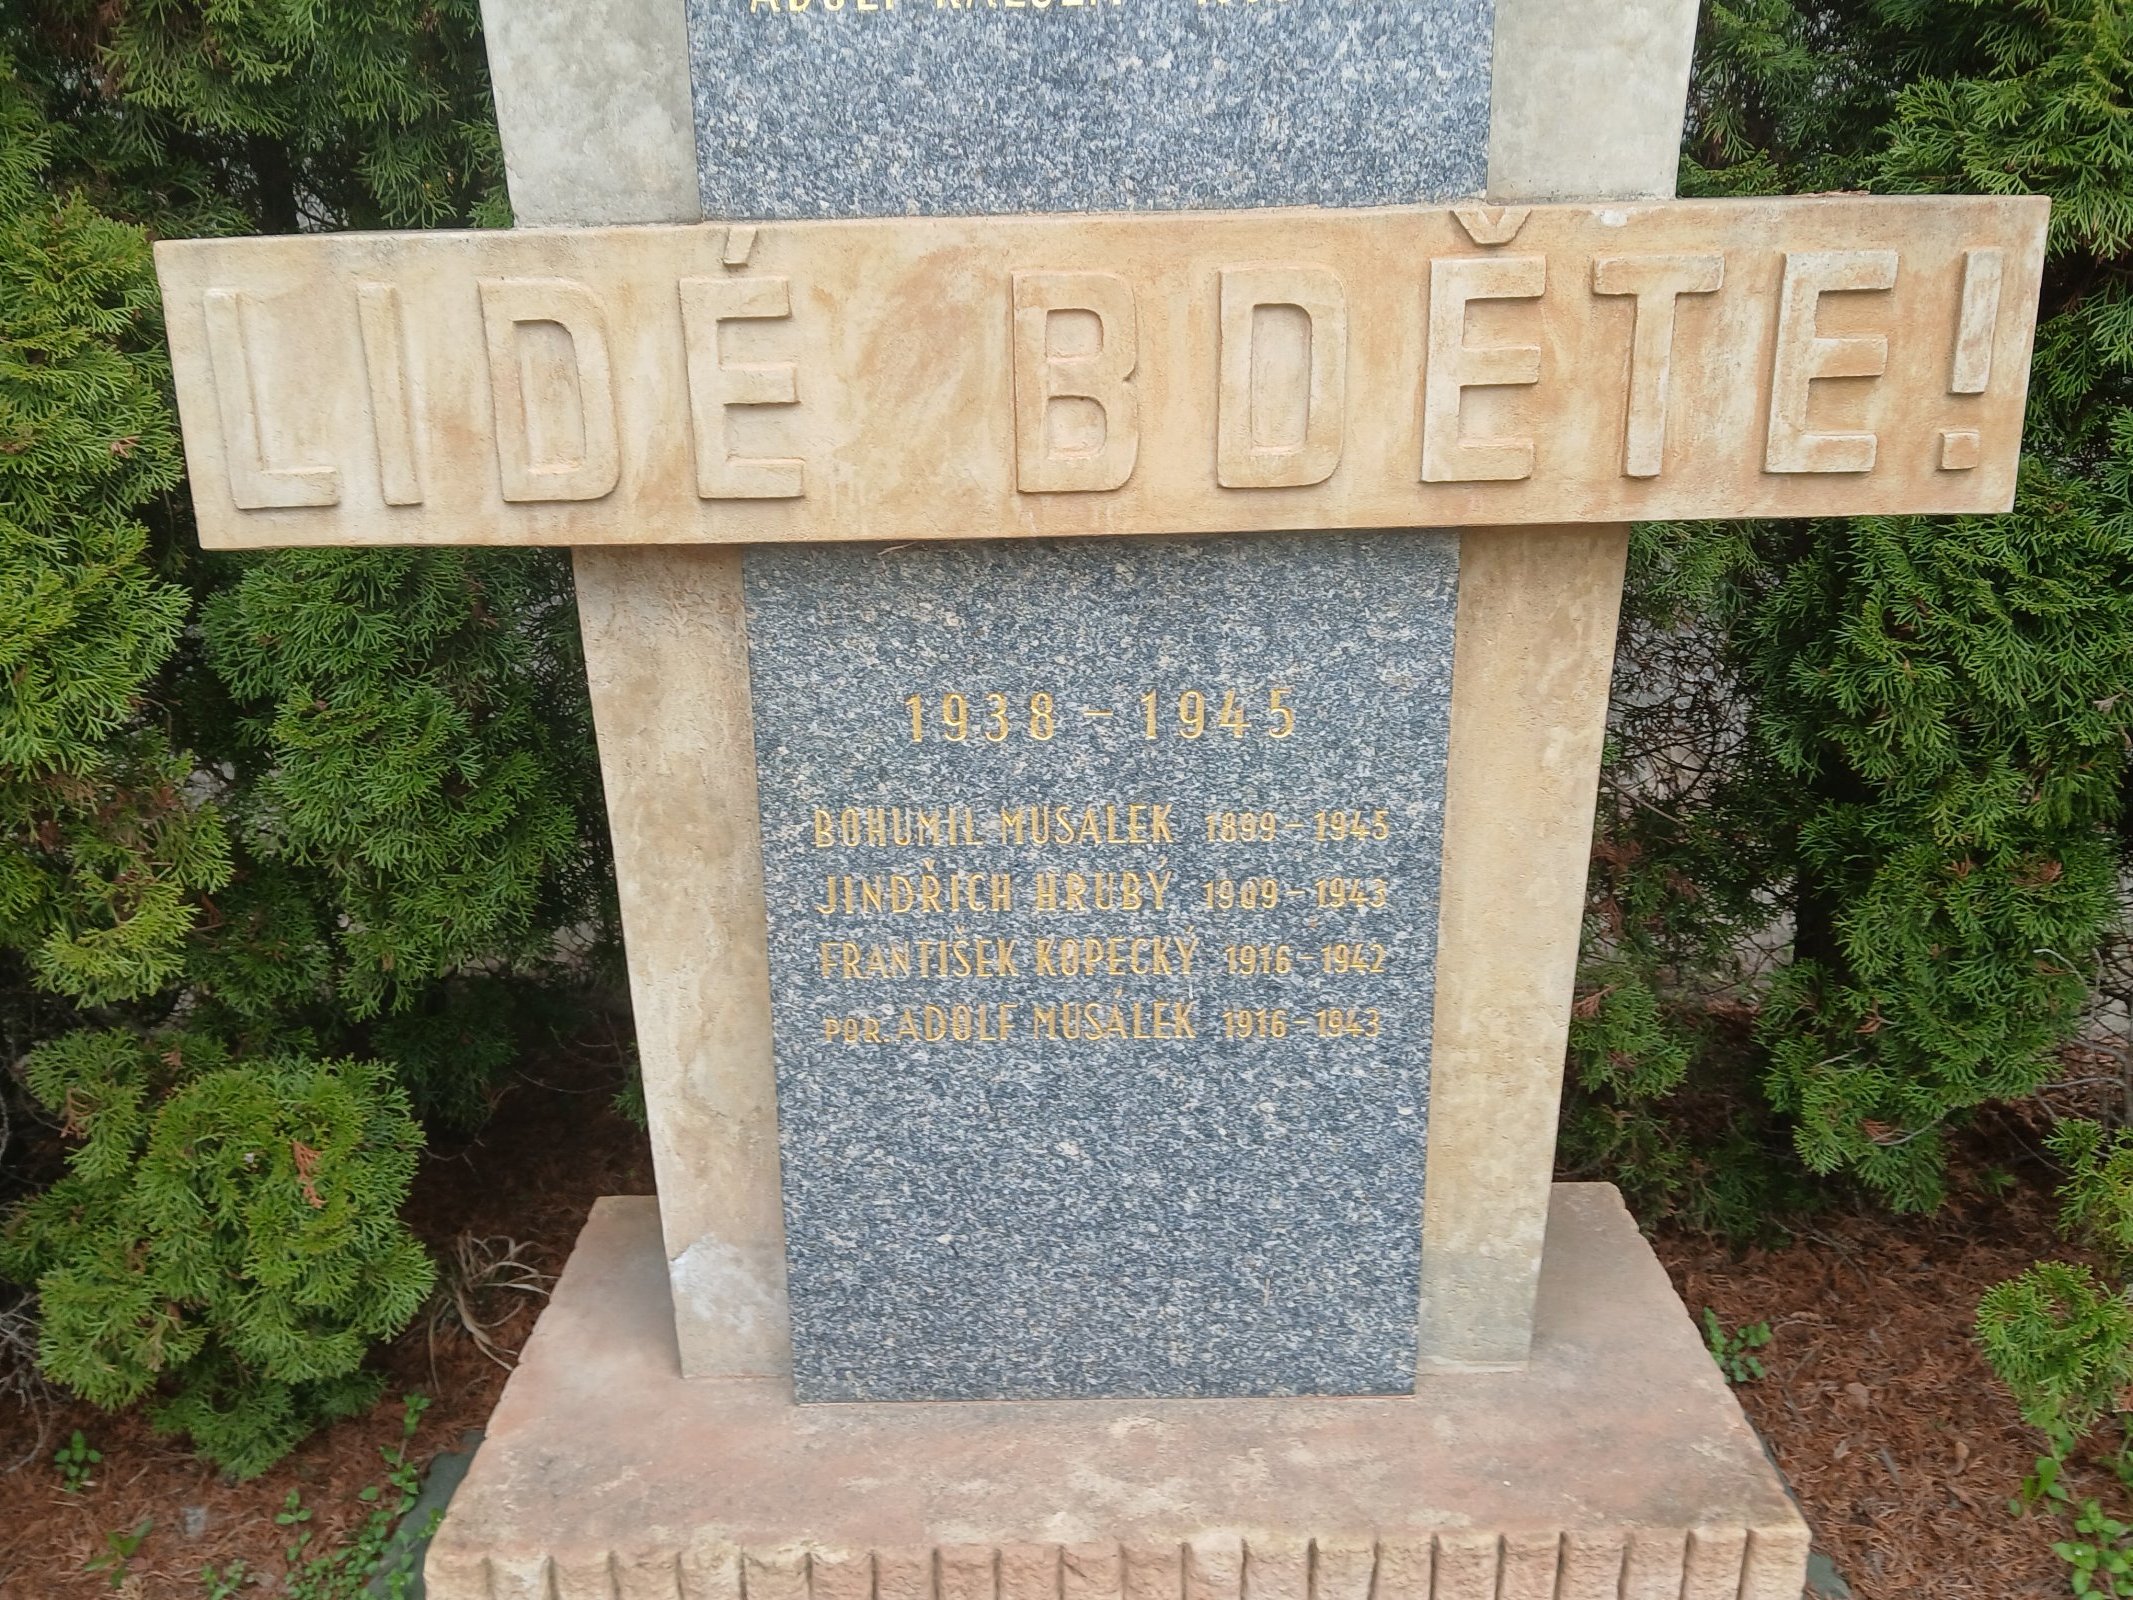 ADOLF
LIDÉ BDĚTE!
1938 – 1945
BOHUMIL MUSÁLEK 1899 – 1945
JINDŘICH HRUBÝ 1909 – 1943
FRANTIŠEK KOPECKÝ 1916 – 1942
POR. ADOLF MUSÁLEK 1916 – 1943